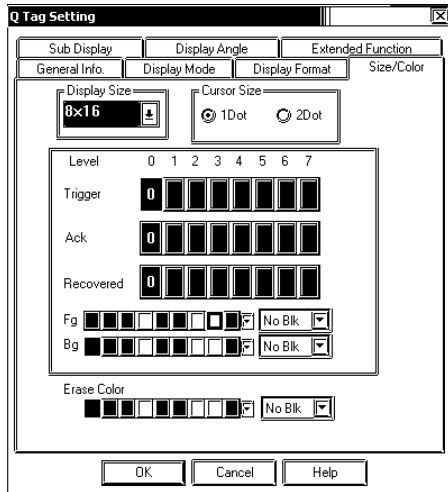 Q Tag Setting
Sub Display Display Angle Extended Function
General Info. Display Mode Display Format Size/Color
Display Size Cursor Size
8×16 1Dot 2Dot
Level 0 1 2 3 4 5 6 7
Trigger 0
Ack 0
Recovered 0
Fg No Blk
Bg No Blk
Erase Color
No Blk
OK Cancel Help